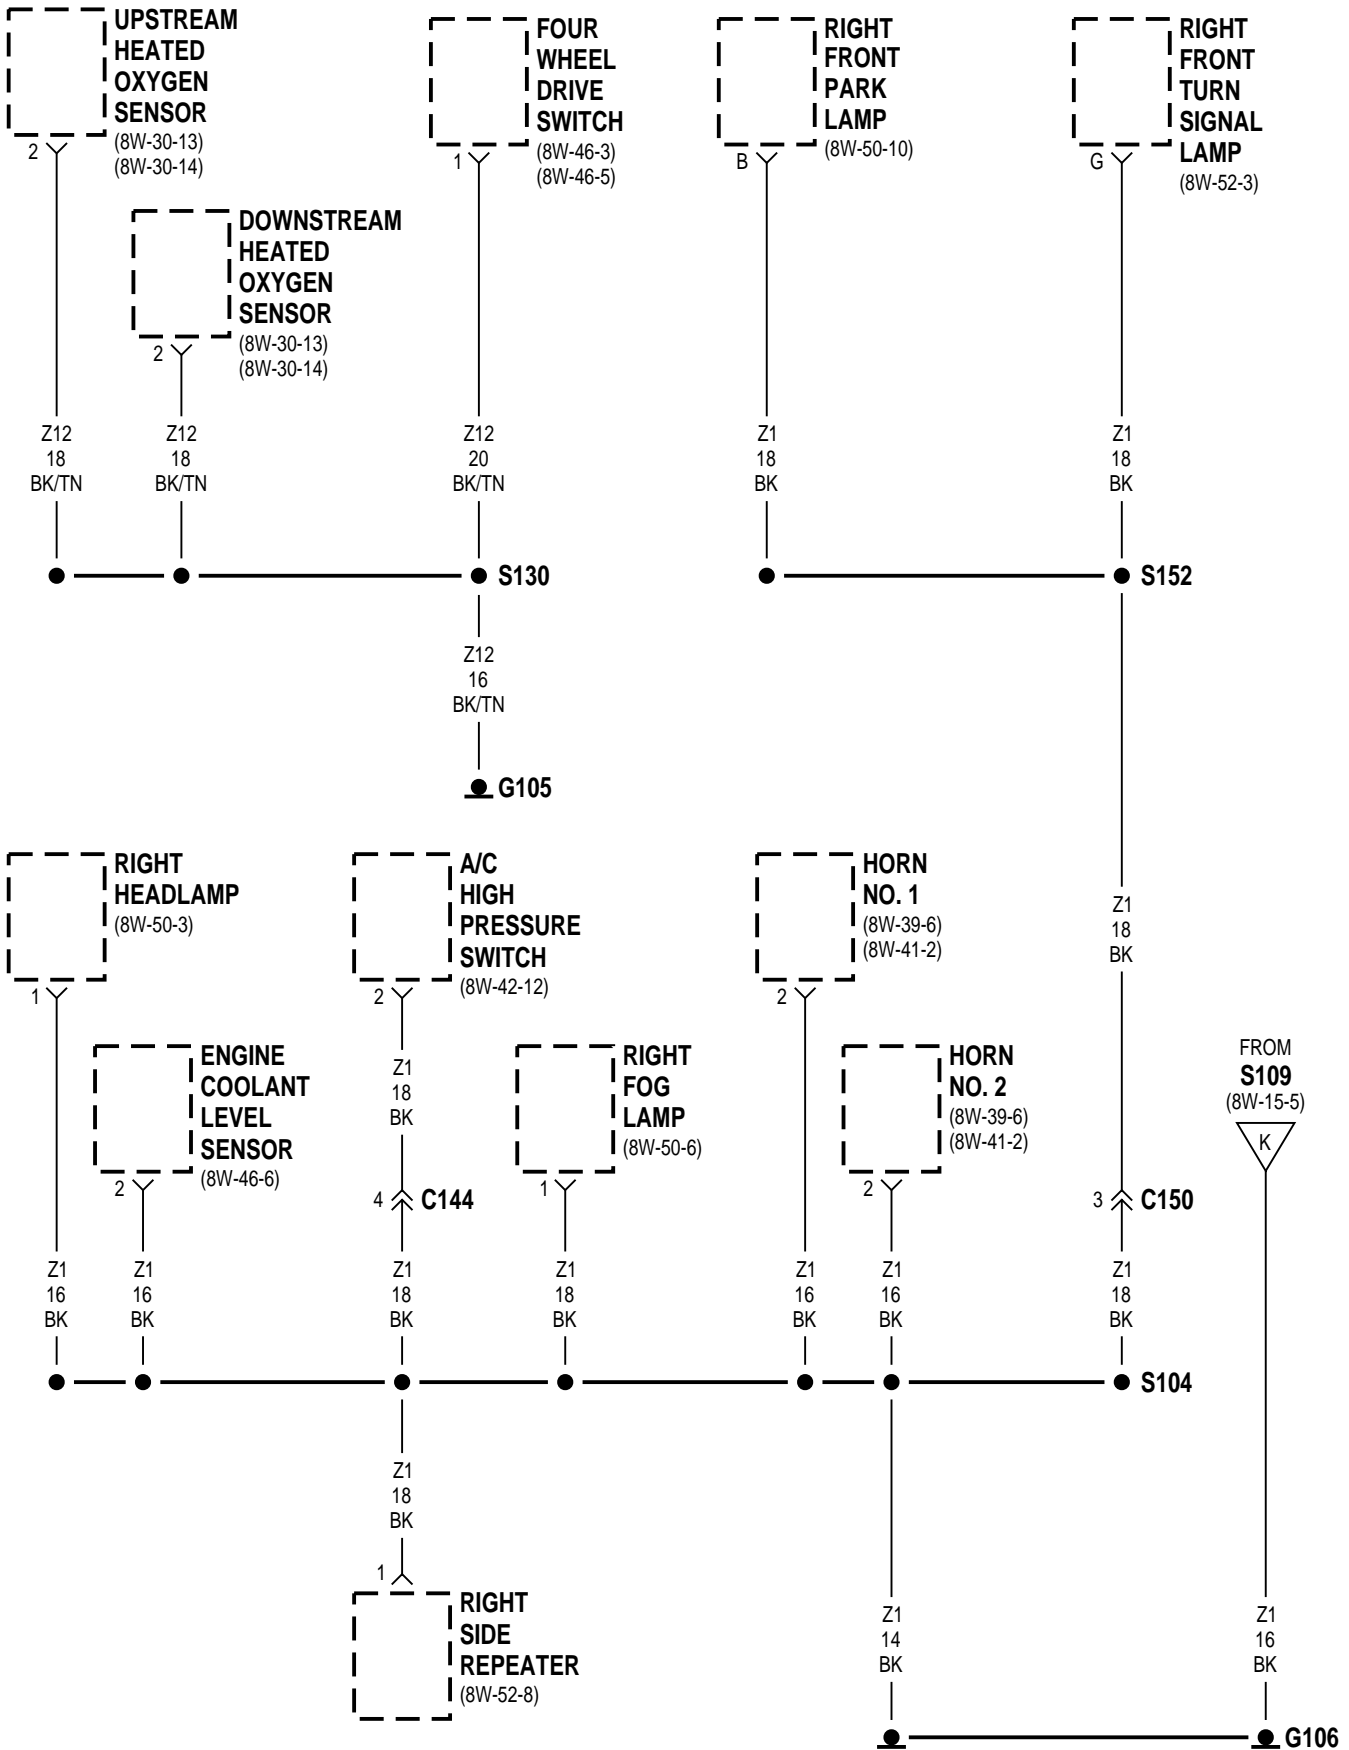 UPSTREAM
HEATED
OXYGEN
SENSOR
(8W-30-13)
(8W-30-14)
2
FOUR
WHEEL
DRIVE
SWITCH
(8W-46-3)
(8W-46-5)
1
RIGHT
FRONT
PARK
LAMP
(8W-50-10)
B
RIGHT
FRONT
TURN
SIGNAL
LAMP
(8W-52-3)
G
DOWNSTREAM
HEATED
OXYGEN
SENSOR
(8W-30-13)
(8W-30-14)
2
Z12
18
BK/TN
Z12
18
BK/TN
Z12
20
BK/TN
Z1
18
BK
Z1
18
BK
S130
S152
Z12
16
BK/TN
G105
RIGHT
HEADLAMP
(8W-50-3)
1
A/C
HIGH
PRESSURE
SWITCH
(8W-42-12)
2
HORN
NO. 1
(8W-39-6)
(8W-41-2)
2
Z1
18
BK
ENGINE
COOLANT
LEVEL
SENSOR
(8W-46-6)
2
Z1
18
BK
RIGHT
FOG
LAMP
(8W-50-6)
1
HORN
NO. 2
(8W-39-6)
(8W-41-2)
2
FROM
S109
(8W-15-5)
K
4
C144
3
C150
Z1
16
BK
Z1
16
BK
Z1
18
BK
Z1
18
BK
Z1
16
BK
Z1
16
BK
Z1
18
BK
S104
Z1
18
BK
1
RIGHT
SIDE
REPEATER
(8W-52-8)
Z1
14
BK
Z1
16
BK
G106